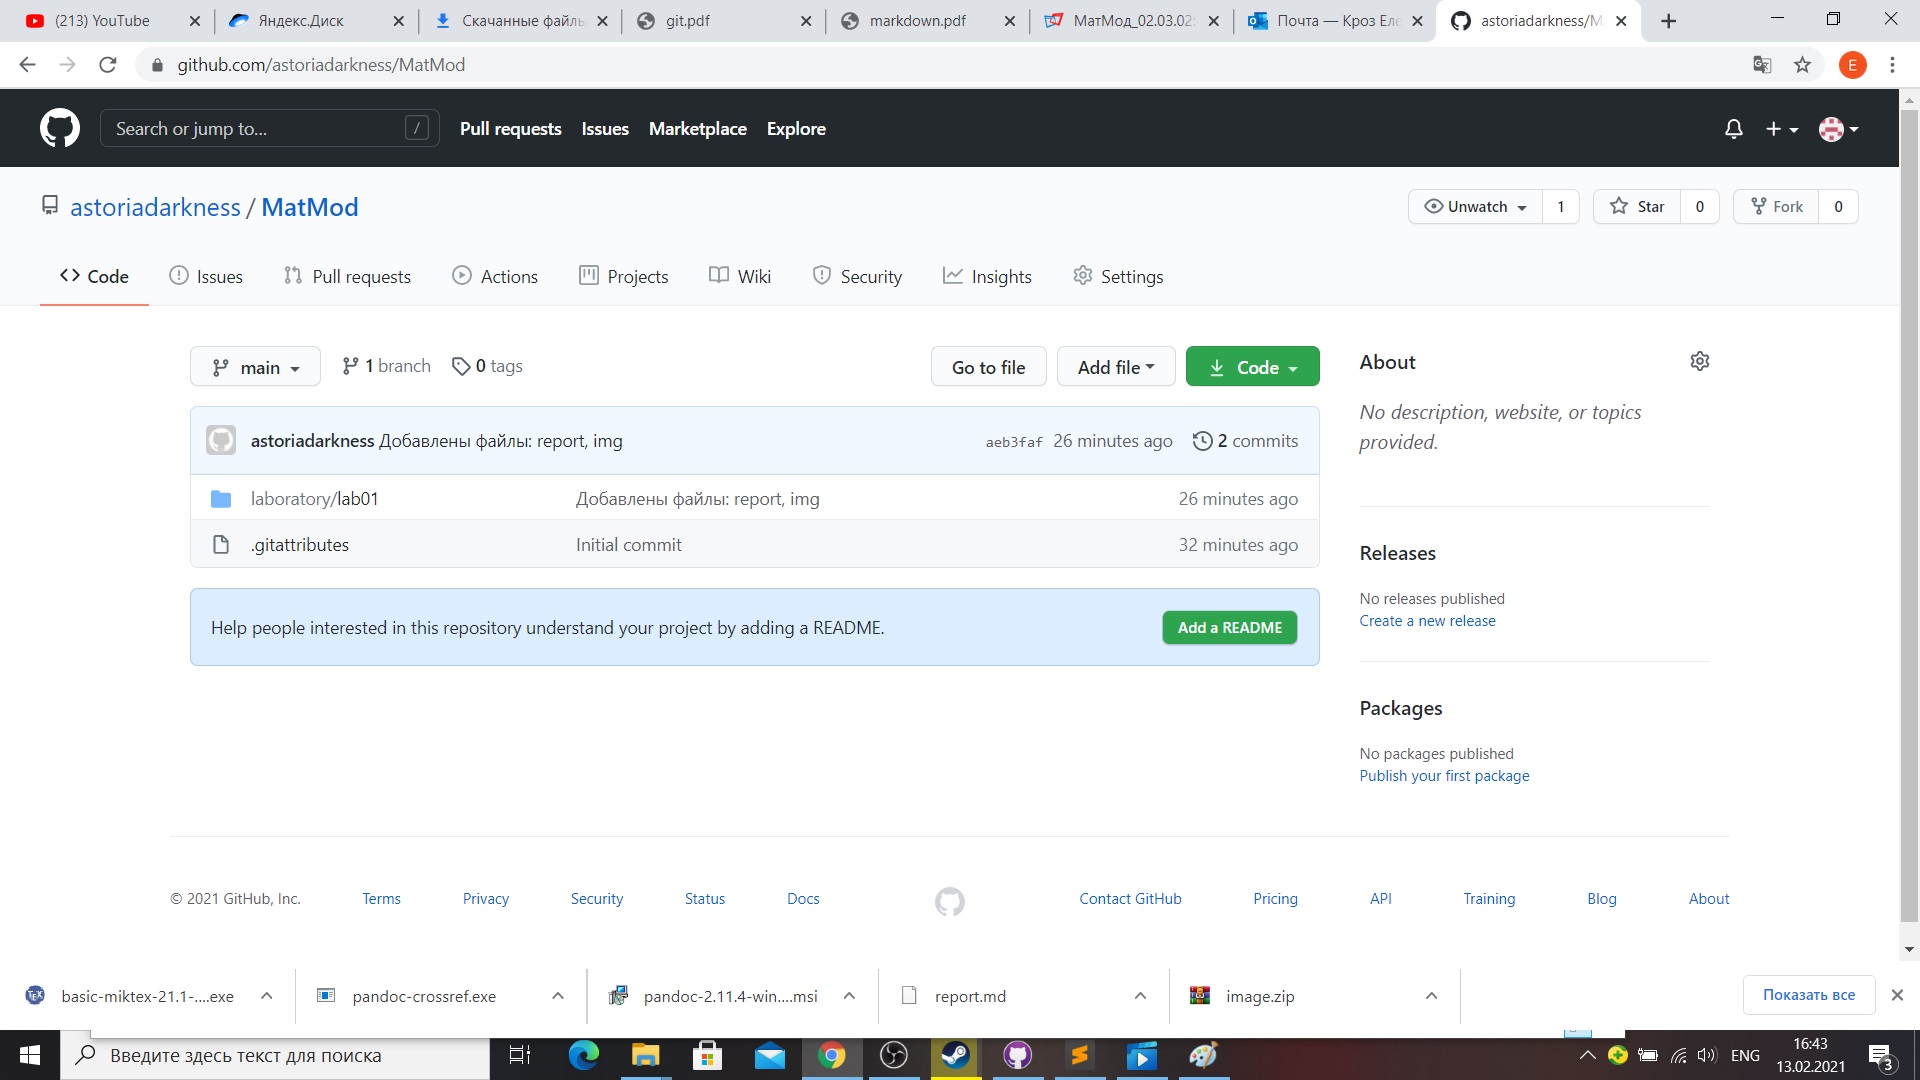 (213) YouTube
Яндекс.Диск
Скачанные файлы
git.pdf
markdown.pdf
МатМод_02.03.02:
Почта — Кроз Еле
astoriadarkness/M
github.com/astoriadarkness/MatMod
E
Search or jump to...
/
Pull requests
Issues
Marketplace
Explore
astoriadarkness / MatMod
Unwatch
1
Star
0
Fork
0
Code
Issues
Pull requests
Actions
Projects
Wiki
Security
Insights
Settings
main
1 branch
0 tags
Go to file
Add file
Code
astoriadarkness Добавлены файлы: report, img
aeb3faf 26 minutes ago
2 commits
laboratory/lab01
Добавлены файлы: report, img
26 minutes ago
.gitattributes
Initial commit
32 minutes ago
Help people interested in this repository understand your project by adding a README.
Add a README
About
No description, website, or topics
provided.
Releases
No releases published
Create a new release
Packages
No packages published
Publish your first package
© 2021 GitHub, Inc.
Terms
Privacy
Security
Status
Docs
Contact GitHub
Pricing
API
Training
Blog
About
basic-miktex-21.1-....exe
pandoc-crossref.exe
pandoc-2.11.4-win....msi
report.md
image.zip
Показать все
Введите здесь текст для поиска
ENG
16:43
13.02.2021
3